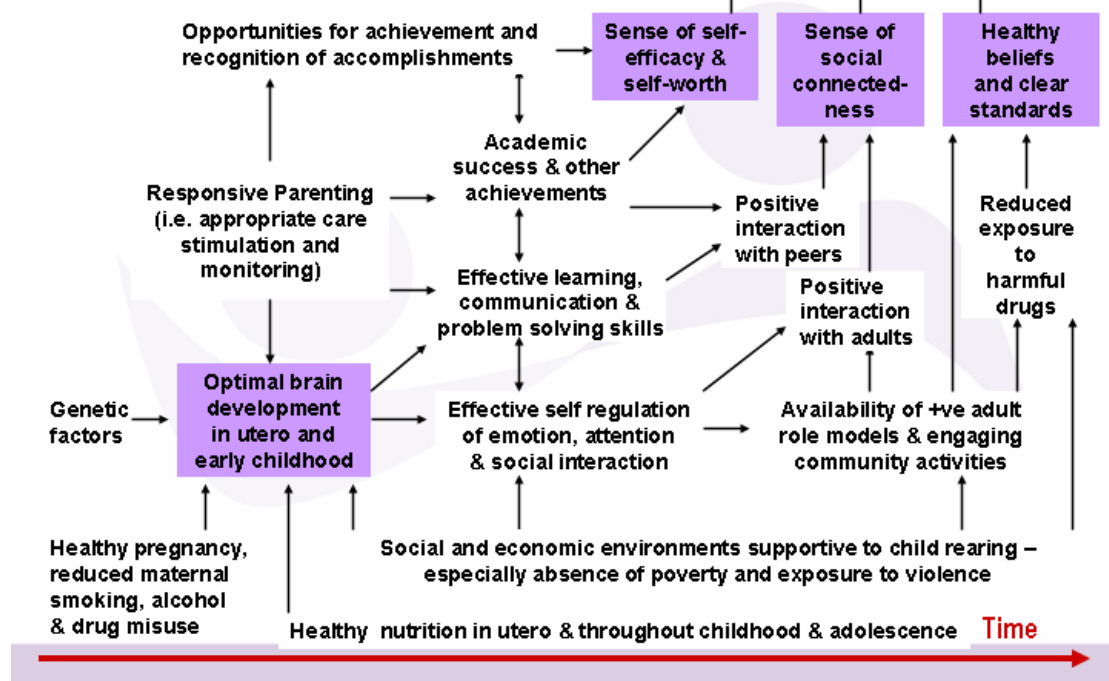 Opportunities for achievement and
recognition of accomplishments
Sense of self-
efficacy &
self-worth
Sense of
social
connected-
ness
Healthy
beliefs
and clear
standards
Academic
success & other
achievements
Responsive Parenting
(i.e. appropriate care
stimulation and
monitoring)
Positive
interaction
with peers
Reduced
exposure
to
harmful
drugs
Effective learning,
communication &
problem solving skills
Positive
interaction
with adults
Genetic
factors
Optimal brain
development
in utero and
early childhood
Effective self regulation
of emotion, attention
& social interaction
Availability of +ve adult
role models & engaging
community activities
Healthy pregnancy,
reduced maternal
smoking, alcohol
& drug misuse
Social and economic environments supportive to child rearing –
especially absence of poverty and exposure to violence
Healthy nutrition in utero & throughout childhood & adolescence
Time